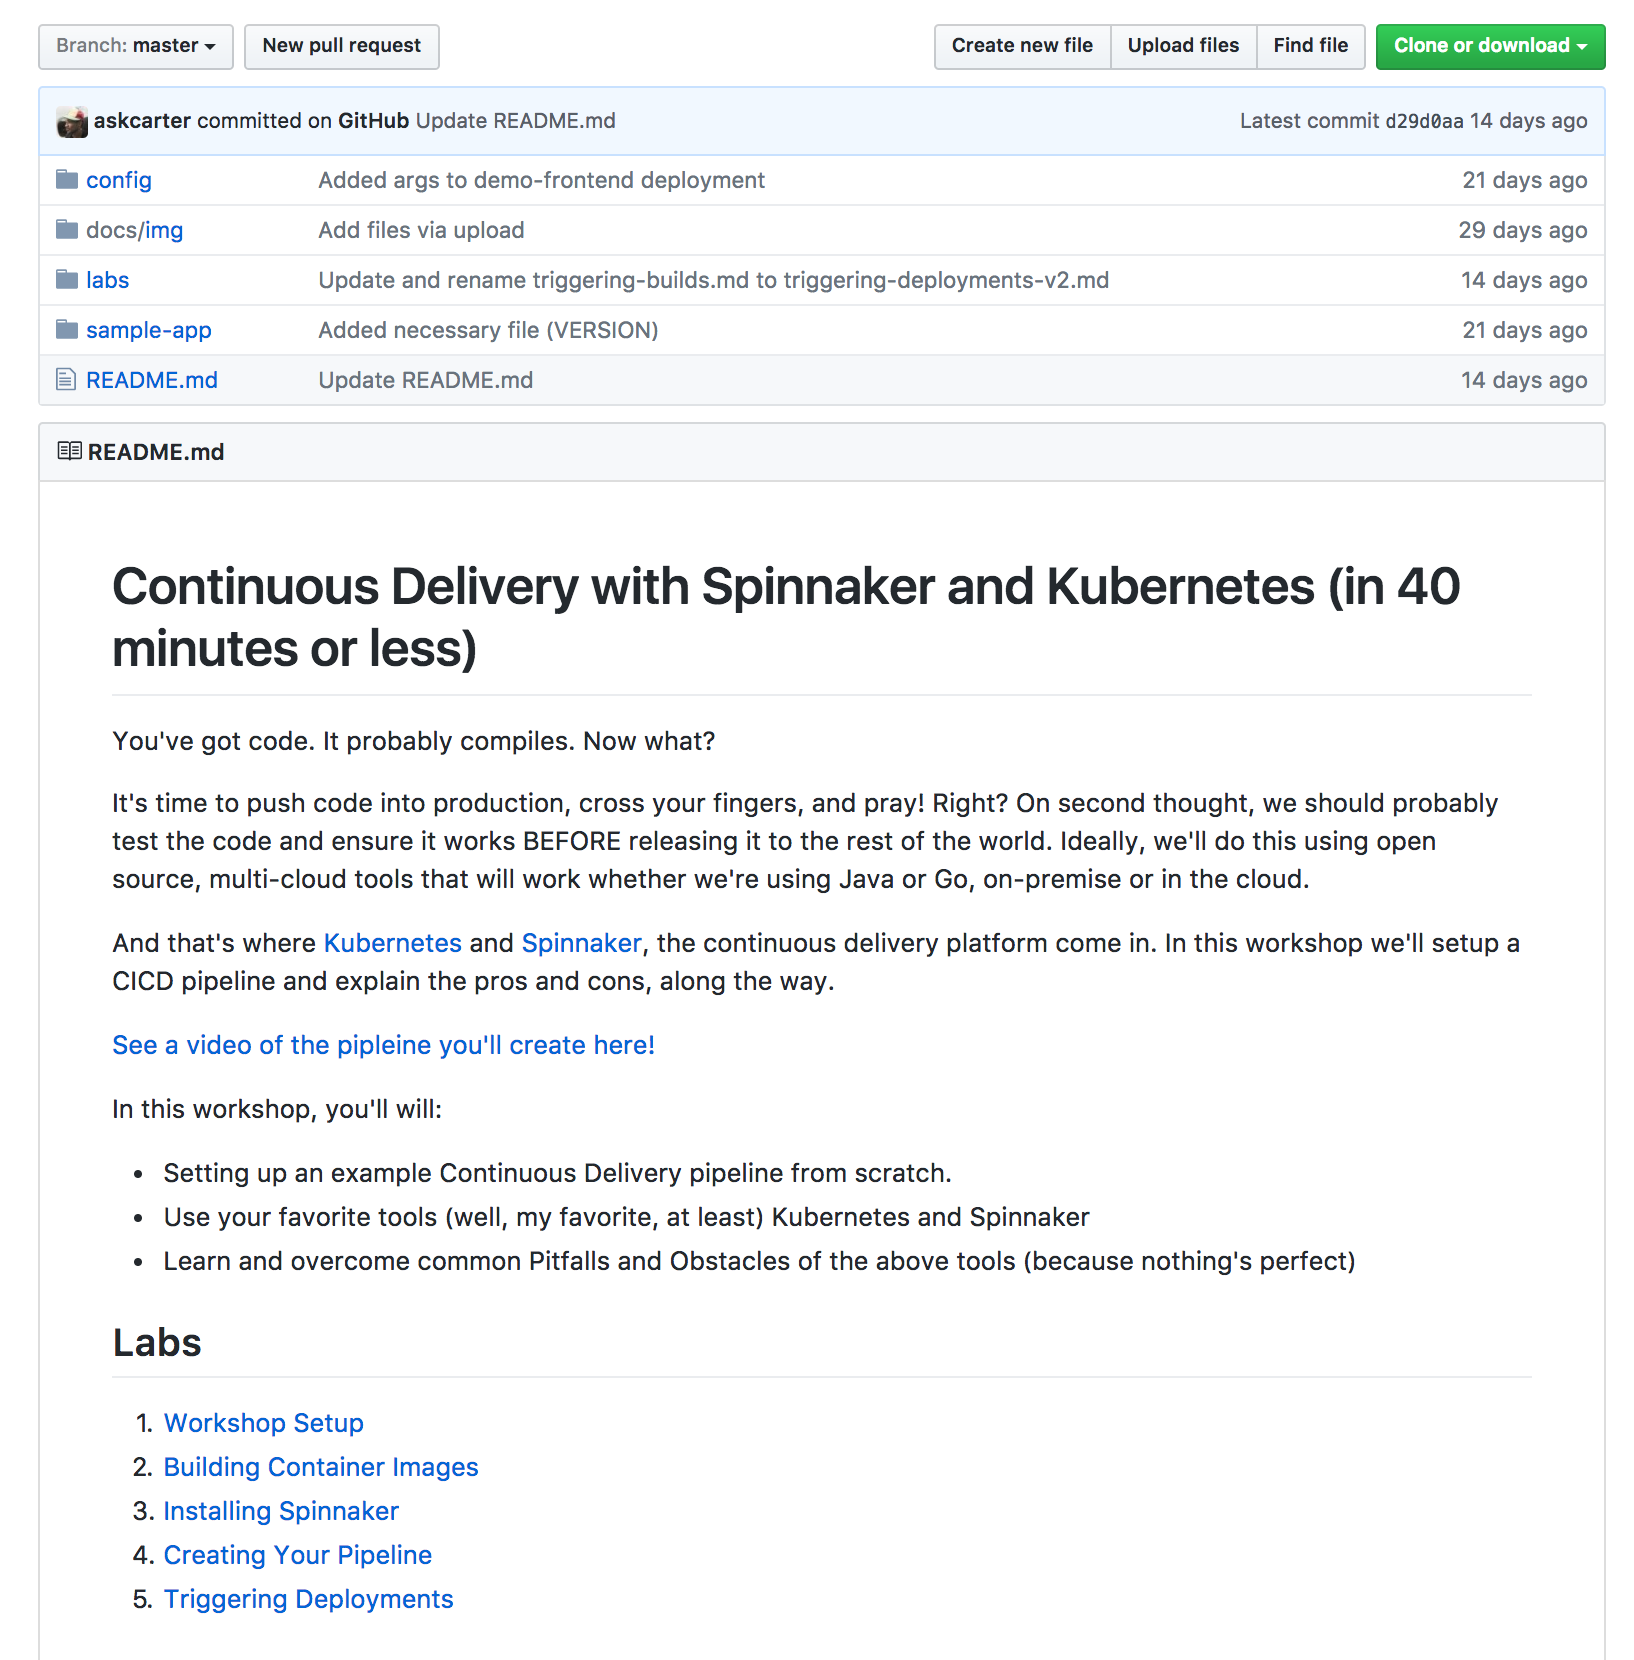 Branch: master
New pull request
Create new file
Upload files
Find file
Clone or download
askcarter committed on GitHub Update README.md
Latest commit d29d0aa 14 days ago
config Added args to demo-frontend deployment 21 days ago
docs/img Add files via upload 29 days ago
labs Update and rename triggering-builds.md to triggering-deployments-v2.md 14 days ago
sample-app Added necessary file (VERSION) 21 days ago
README.md Update README.md 14 days ago
README.md
Continuous Delivery with Spinnaker and Kubernetes (in 40
minutes or less)
You've got code. It probably compiles. Now what?
It's time to push code into production, cross your fingers, and pray! Right? On second thought, we should probably
test the code and ensure it works BEFORE releasing it to the rest of the world. Ideally, we'll do this using open
source, multi-cloud tools that will work whether we're using Java or Go, on-premise or in the cloud.
And that's where Kubernetes and Spinnaker, the continuous delivery platform come in. In this workshop we'll setup a
CICD pipeline and explain the pros and cons, along the way.
See a video of the pipleine you'll create here!
In this workshop, you'll will:
• Setting up an example Continuous Delivery pipeline from scratch.
• Use your favorite tools (well, my favorite, at least) Kubernetes and Spinnaker
• Learn and overcome common Pitfalls and Obstacles of the above tools (because nothing's perfect)
Labs
1. Workshop Setup
2. Building Container Images
3. Installing Spinnaker
4. Creating Your Pipeline
5. Triggering Deployments